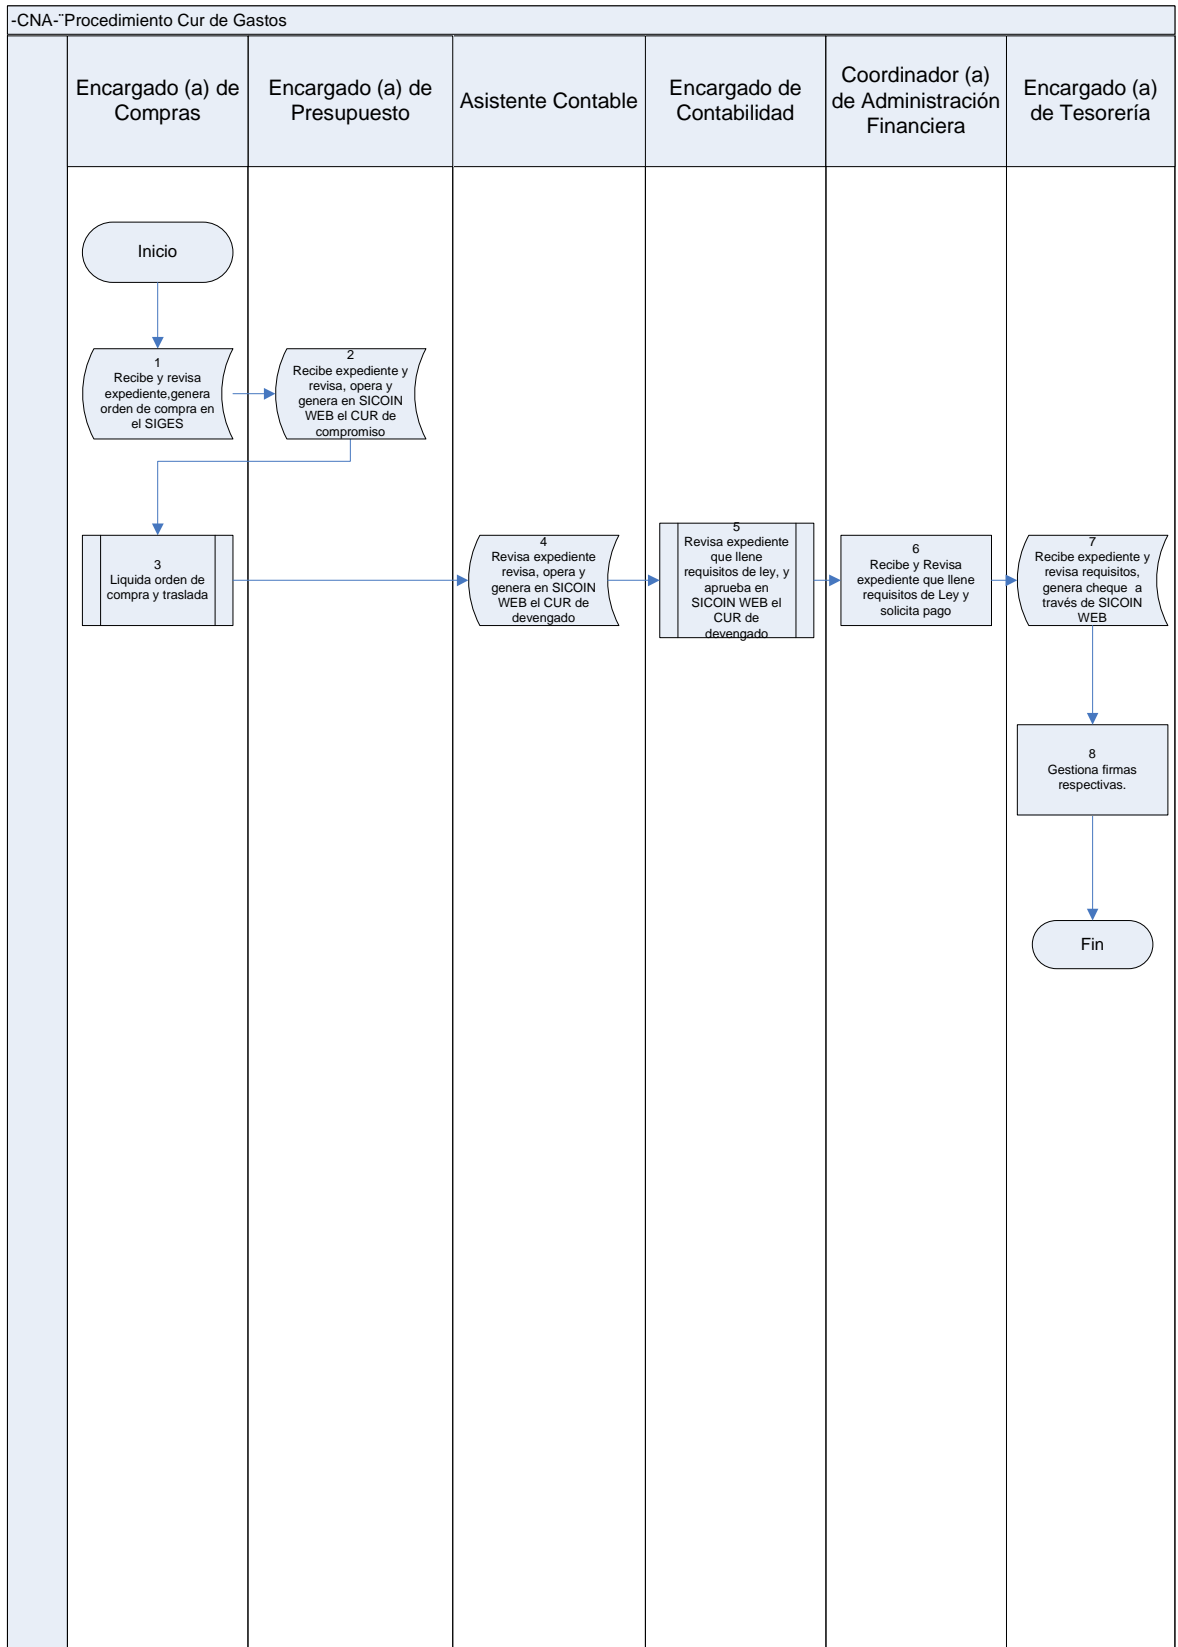 -CNA-¨Procedimiento Cur de Gastos
Encargado (a) de
Compras
Encargado (a) de
Presupuesto
Asistente Contable
Encargado de
Contabilidad
Coordinador (a)
de Administración
Financiera
Encargado (a)
de Tesorería
Inicio
1
Recibe y revisa
expediente,genera
orden de compra en
el SIGES
2
Recibe expediente y
revisa, opera y
genera en SICOIN
WEB el CUR de
compromiso
3
Liquida orden de
compra y traslada
4
Revisa expediente
revisa, opera y
genera en SICOIN
WEB el CUR de
devengado
5
Revisa expediente
que llene
requisitos de ley, y
aprueba en
SICOIN WEB el
CUR de
devengado
6
Recibe y Revisa
expediente que llene
requisitos de Ley y
solicita pago
7
Recibe expediente y
revisa requisitos,
genera cheque  a
través de SICOIN
WEB
8
Gestiona firmas
respectivas.
Fin